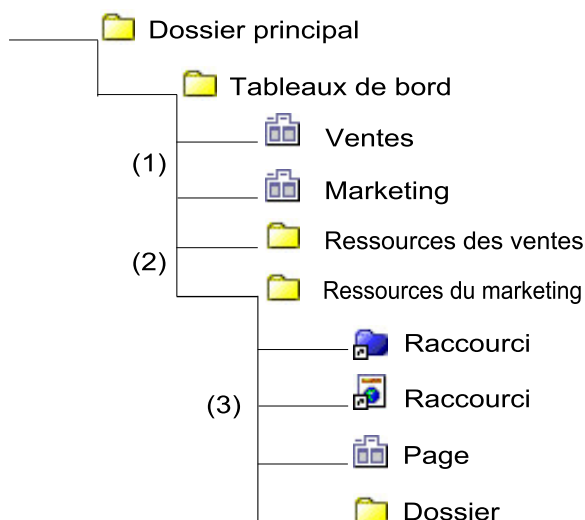 Dossier principal
Tableaux de bord
Ventes
(1)
Marketing
Ressources des ventes
(2)
Ressources du marketing
Raccourci
Raccourci
(3)
Page
Dossier